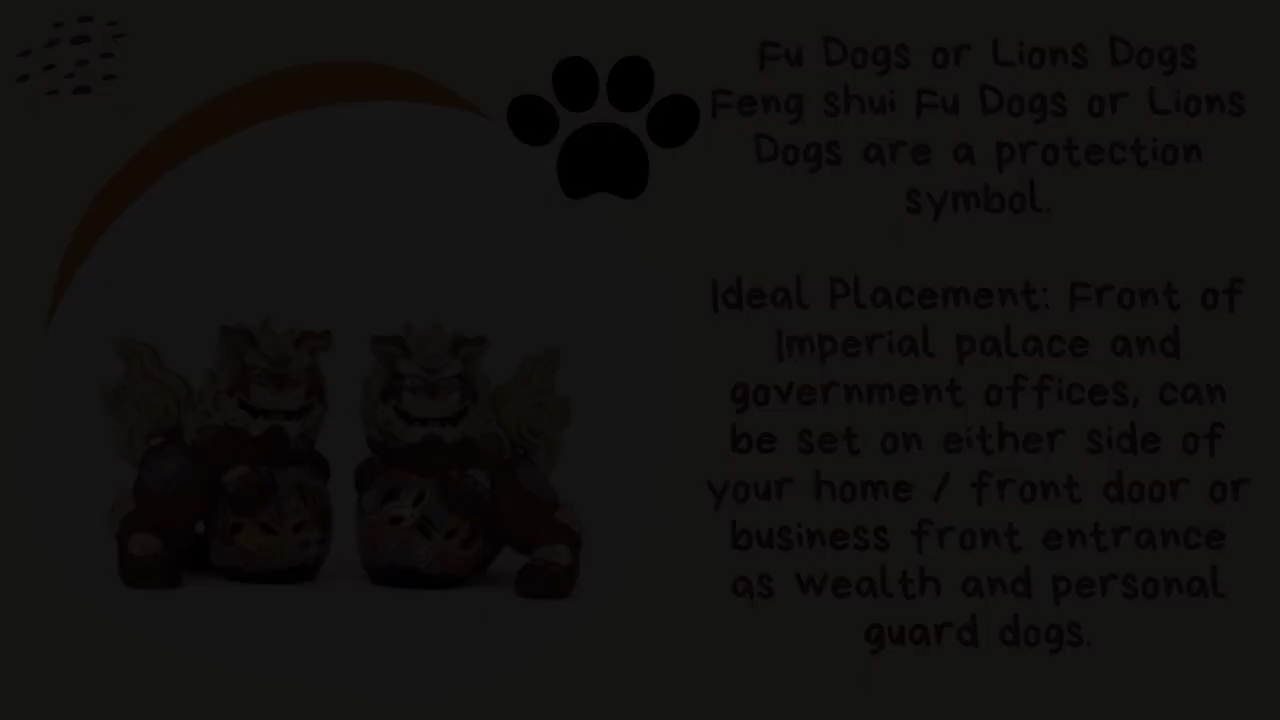 Fu Dogs or Lions Dogs
Feng shui Fu Dogs or Lions
Dogs are a protection
symbol.
Ideal Placement: Front of
Imperial palace and
government offices, can
be set on either side of
your home / front door or
business front entrance
as wealth and personal
guard dogs.